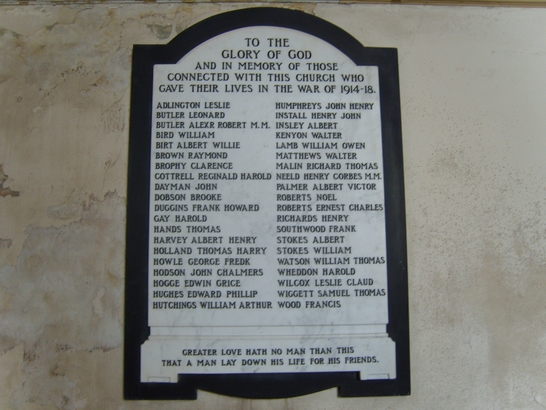 TO THE
GLORY OF GOD
AND IN MEMORY OF THOSE
CONNECTED WITH THIS CHURCH WHO
GAVE THEIR LIVES IN THE WAR OF 1914-18.
ADLINGTON LESLIE
BUTLER LEONARD
BUTLER ALEXR ROBERT M.M.
BIRD WILLIAM
BIRT ALBERT WILLIE
BROWN RAYMOND
BROPHY CLARENCE
COTTRELL REGINALD HAROLD
DAYMAN JOHN
DOBSON BROOKE
DUGGINS FRANK HOWARD
GAY HAROLD
HANDS THOMAS
HARVEY ALBERT HENRY
HOLLAND THOMAS HARRY
HOWLE GEORGE FREDK
HODSON JOHN CHALMERS
HOGGE EDWIN GRICE
HUGHES EDWARD PHILLIP
HUTCHINGS WILLIAM ARTHUR
HUMPHREYS JOHN HENRY
INSTALL HENRY JOHN
INSLEY ALBERT
KENYON WALTER
LAMB WILLIAM OWEN
MATTHEWS WALTER
MALIN RICHARD THOMAS
NEELD HENRY CORBES M.M.
PALMER ALBERT VICTOR
ROBERTS NOEL
ROBERTS ERNEST CHARLES
RICHARDS HENRY
SOUTHWOOD FRANK
STOKES ALBERT
STOKES WILLIAM
WATSON WILLIAM THOMAS
WHEDDON HAROLD
WILCOX LESLIE CLAUD
WIGGETT SAMUEL THOMAS
WOOD FRANCIS
GREATER LOVE HATH NO MAN THAN THIS
THAT A MAN LAY DOWN HIS LIFE FOR HIS FRIENDS.